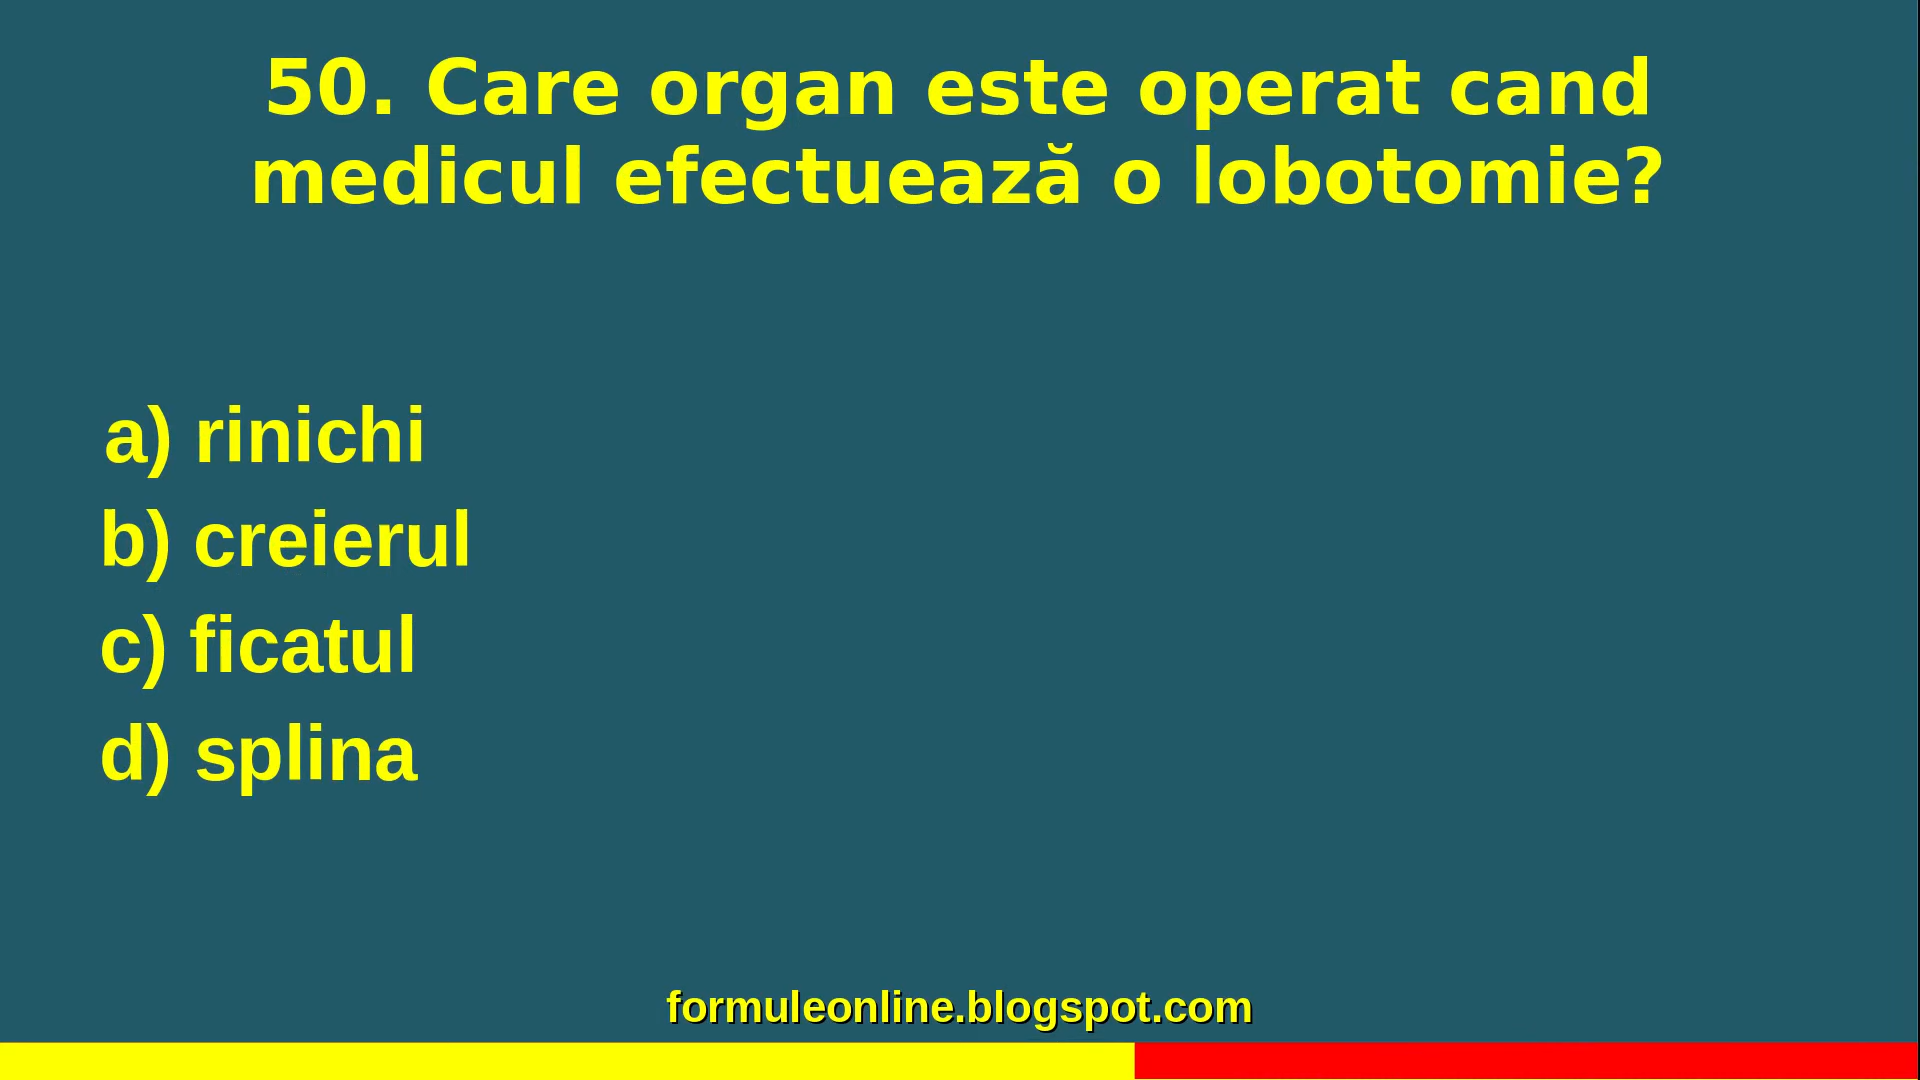 50. Care organ este operat cand
medicul efectuează o lobotomie?
a) rinichi
b) creierul
c) ficatul
d) splina
formuleonline.blogspot.com